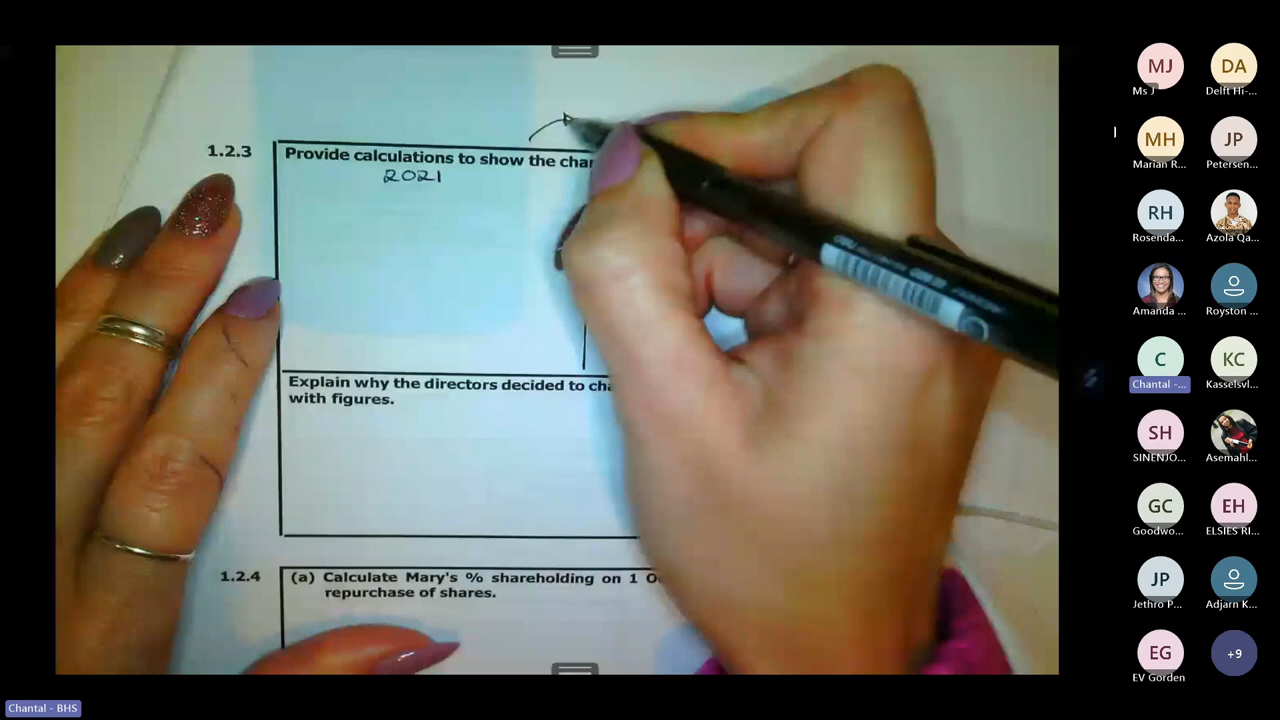 1.2.3
Provide calculations to show the char
2021
Explain why the directors decided to cha
with figures.
1.2.4 (a) Calculate Mary's % shareholding on 1 O
repurchase of shares.
MJ DA
Ms J Delft Hi-...
MH JP
Marian R... Petersen...
RH
Rosenda... Azola Qa...
Amanda ... Royston ...
C KC
Chantal -... Kasselsvl...
SH
SINENJO... Asemahl...
GC EH
Goodwo... ELSIES RI...
JP
Jethro P... Adjarn K...
EG +9
EV Gorden
Chantal - BHS